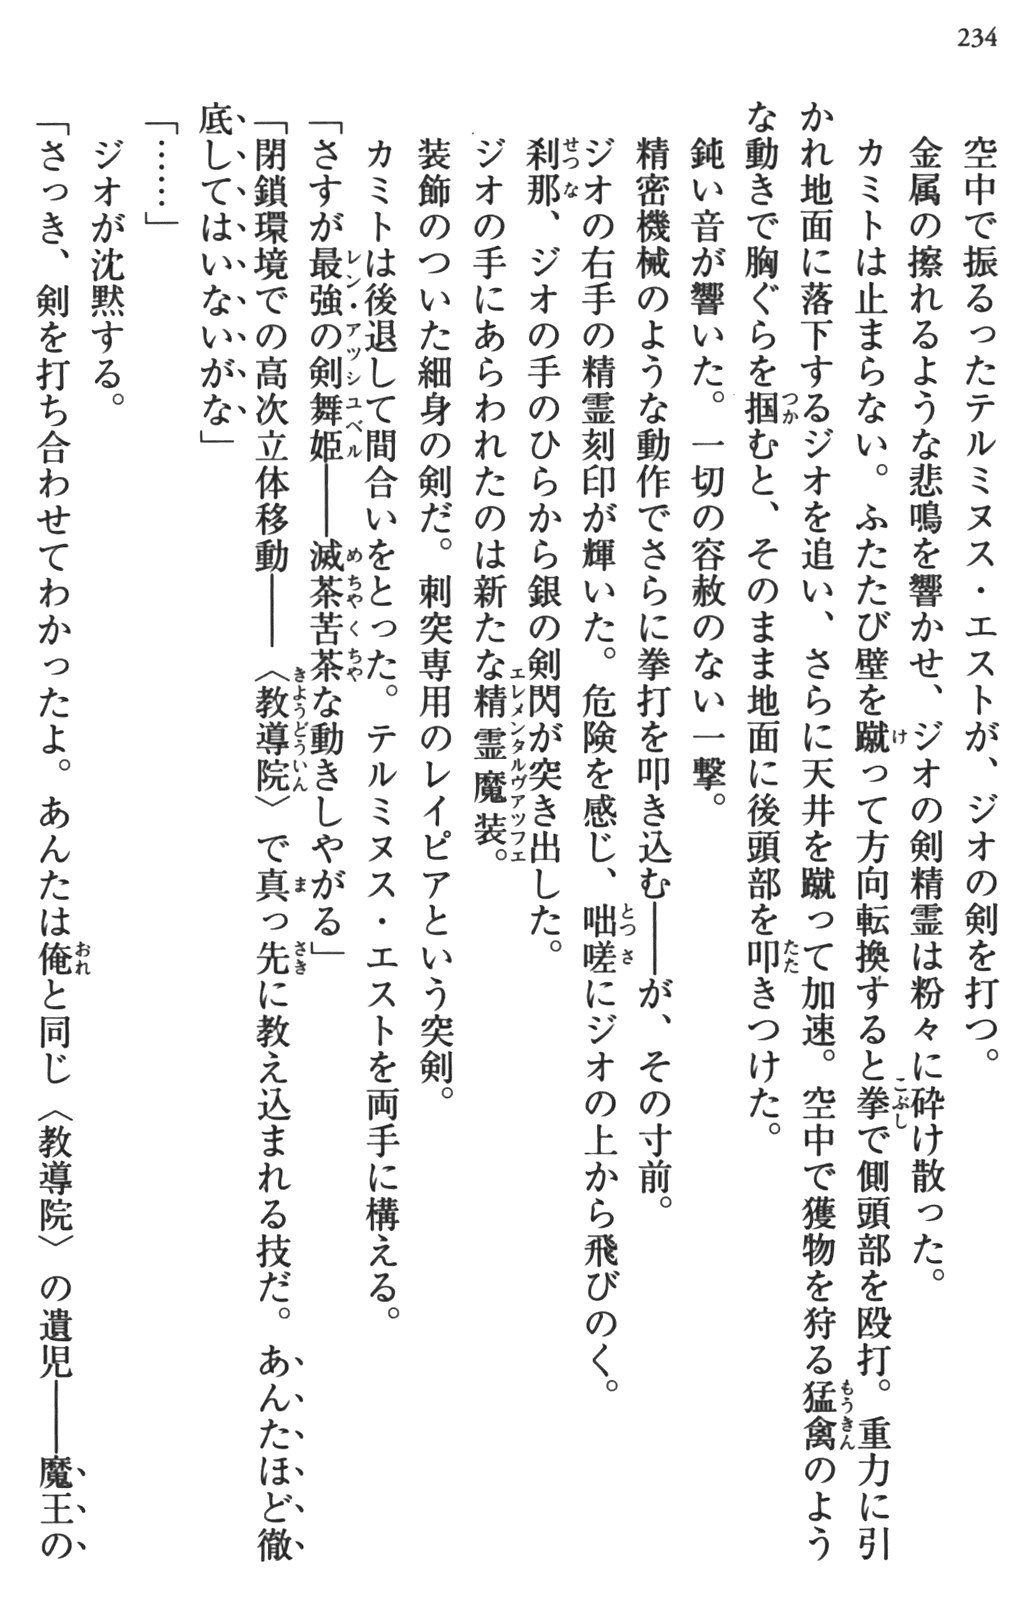 234
空中で振るったテルミヌス・エストが、ジオの剣を打つ。
金属の擦れるような悲鳴を響かせ、ジオの剣精霊は粉々に砕け散った。
カミトは止まらない。ふたたび壁を蹴って方向転換すると拳で側頭部を殴打。重力に引
かれ地面に落下するジオを追い、さらに天井を蹴って加速。空中で獲物を狩る猛禽のよう
な動きで胸ぐらを掴むと、そのまま地面に後頭部を叩きつけた。
鈍い音が響いた。一切の容赦のない一撃。
精密機械のような動作でさらに拳打を叩き込む――が、その寸前。
ジオの右手の精霊刻印が輝いた。危険を感じ、咄嗟にジオの上から飛びのく。
刹那、ジオの手のひらから銀の剣閃が突き出した。
ジオの手にあらわれたのは新たな精霊魔装。
装飾のついた細身の剣だ。刺突専用のレイピアという突剣。
カミトは後退して間合いをとった。テルミヌス・エストを両手に構える。
「さすが最強の剣舞姫――滅茶苦茶な動きしやがる」
「閉鎖環境での高次立体移動――〈教導院〉で真っ先に教え込まれる技だ。あんたほど徹
底してはいないがな」
「……」
ジオが沈黙する。
「さっき、剣を打ち合わせてわかったよ。あんたは俺と同じ〈教導院〉の遺児――魔王の